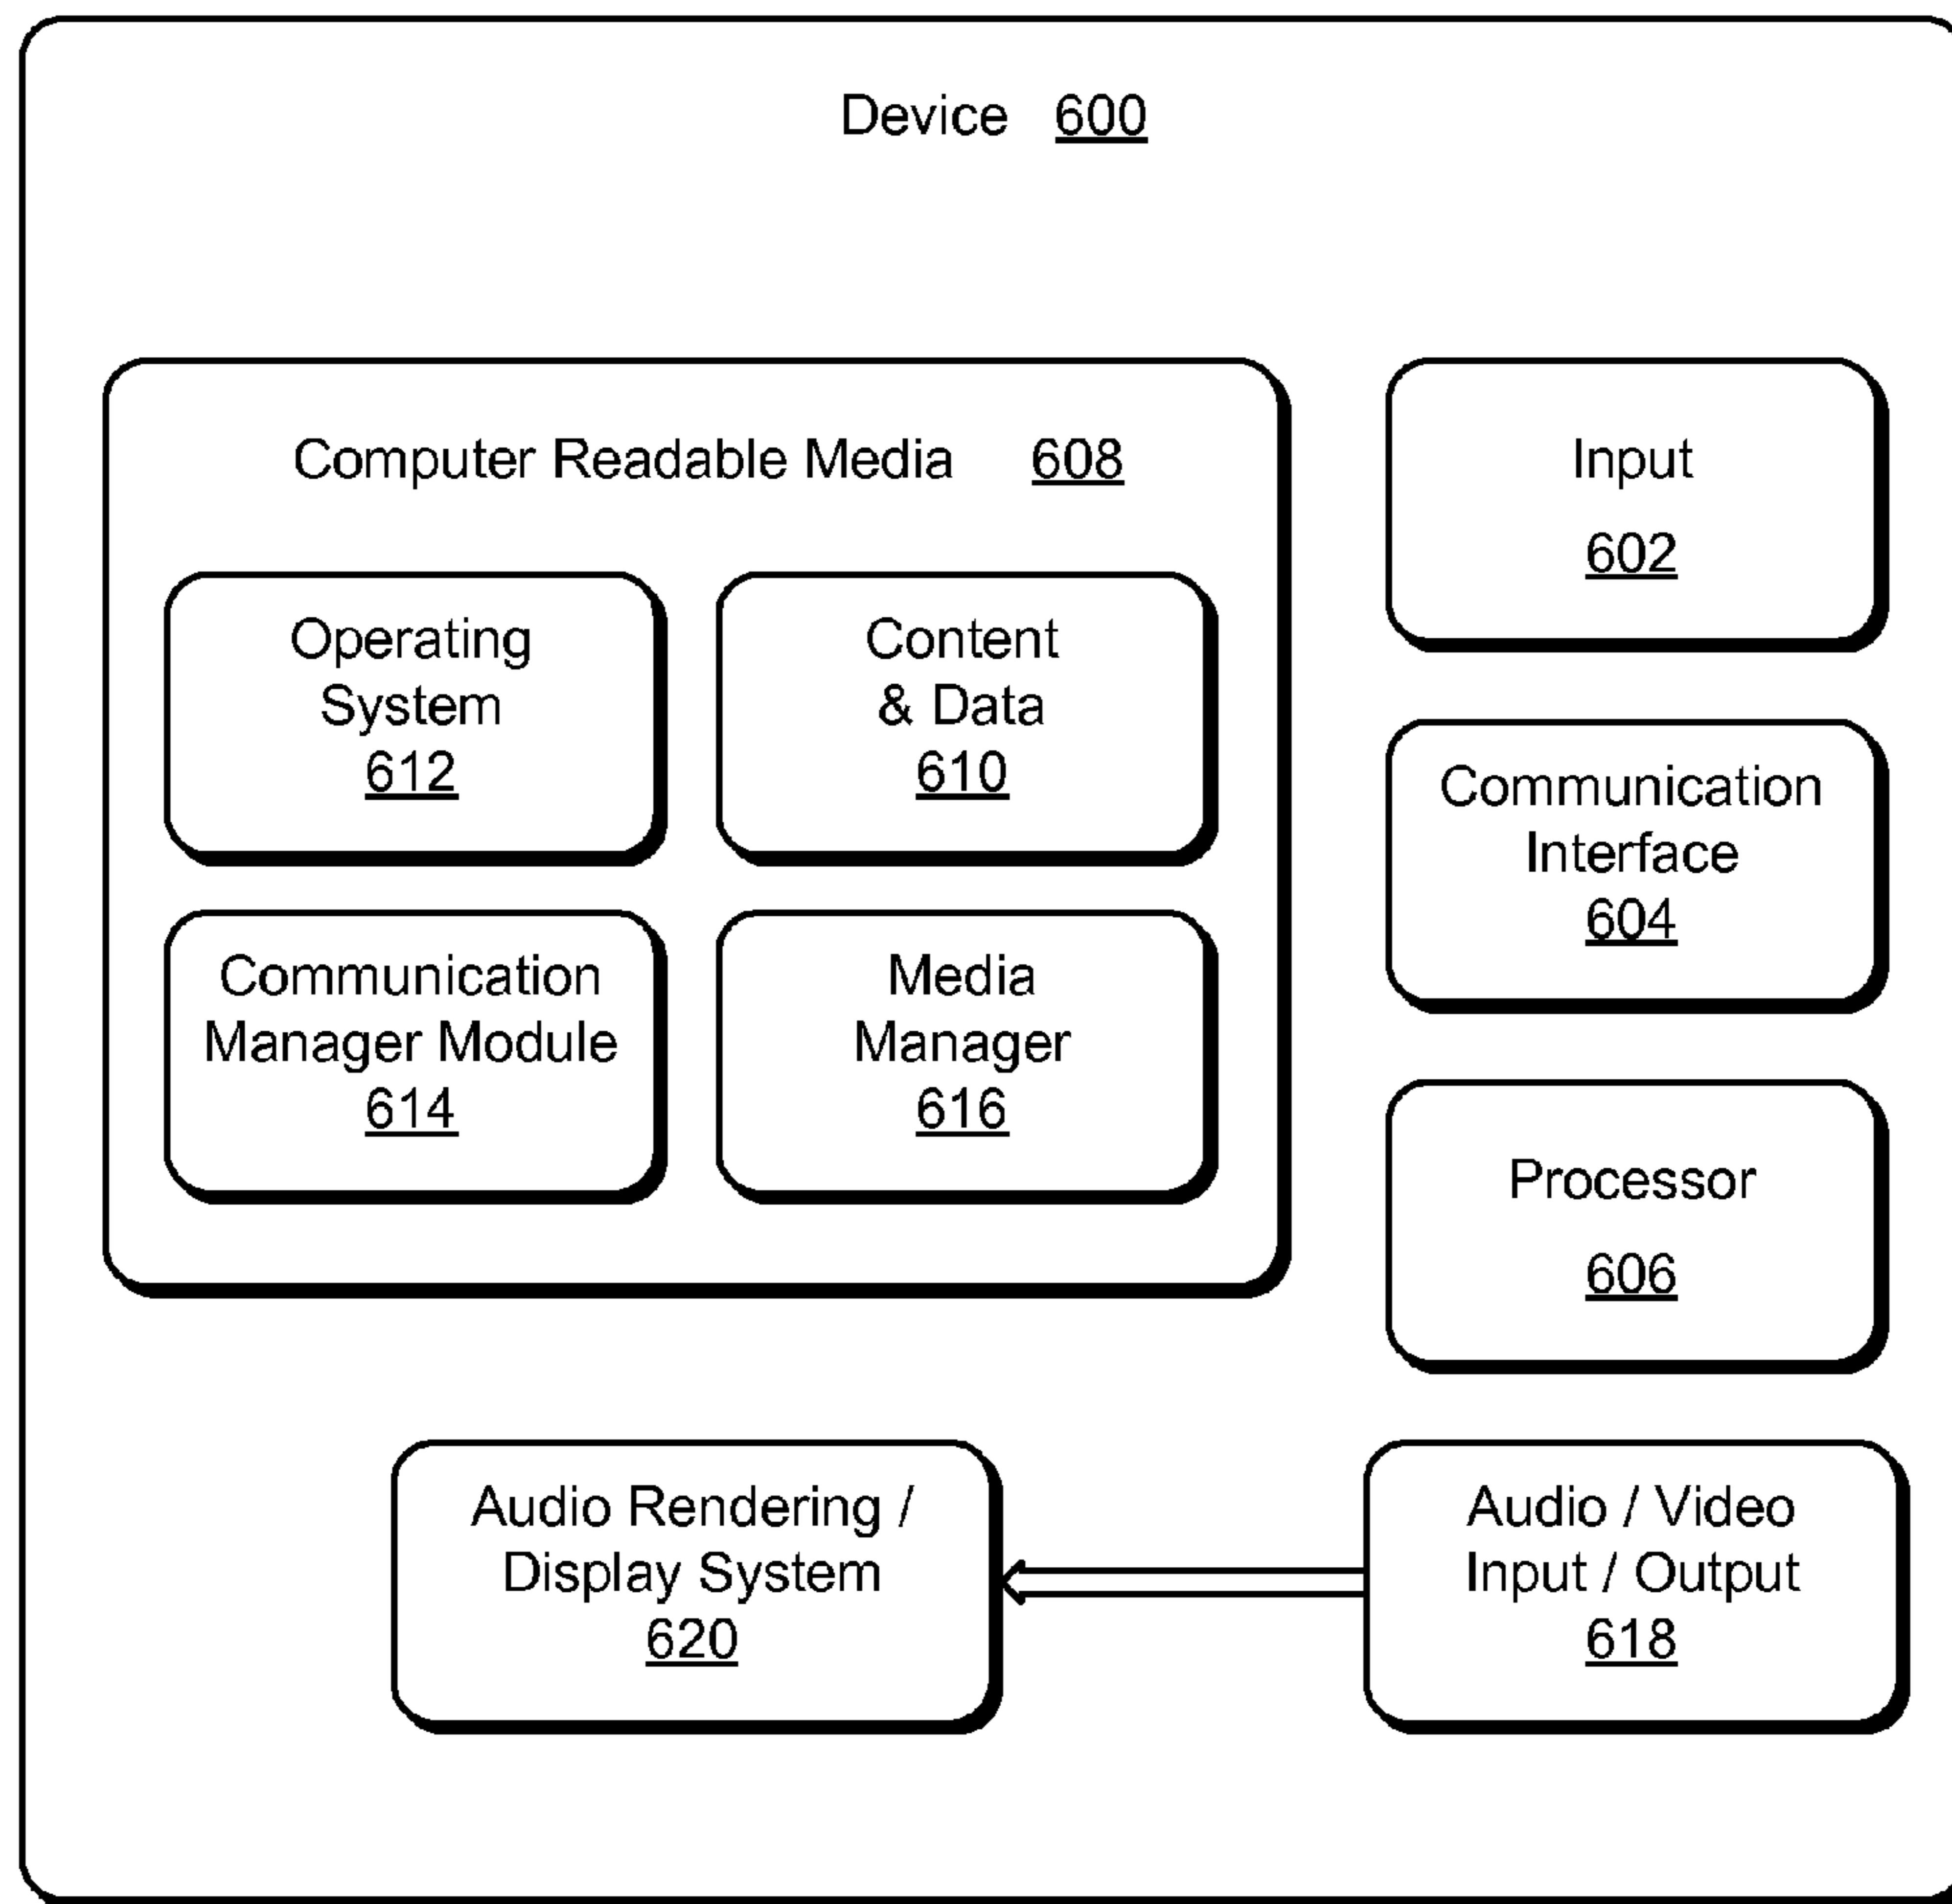 Device 600
Computer Readable Media 608
Operating
System
612
Content
& Data
610
Communication
Manager Module
614
Media
Manager
616
Input
602
Communication
Interface
604
Processor
606
Audio Rendering /
Display System
620
Audio / Video
Input / Output
618